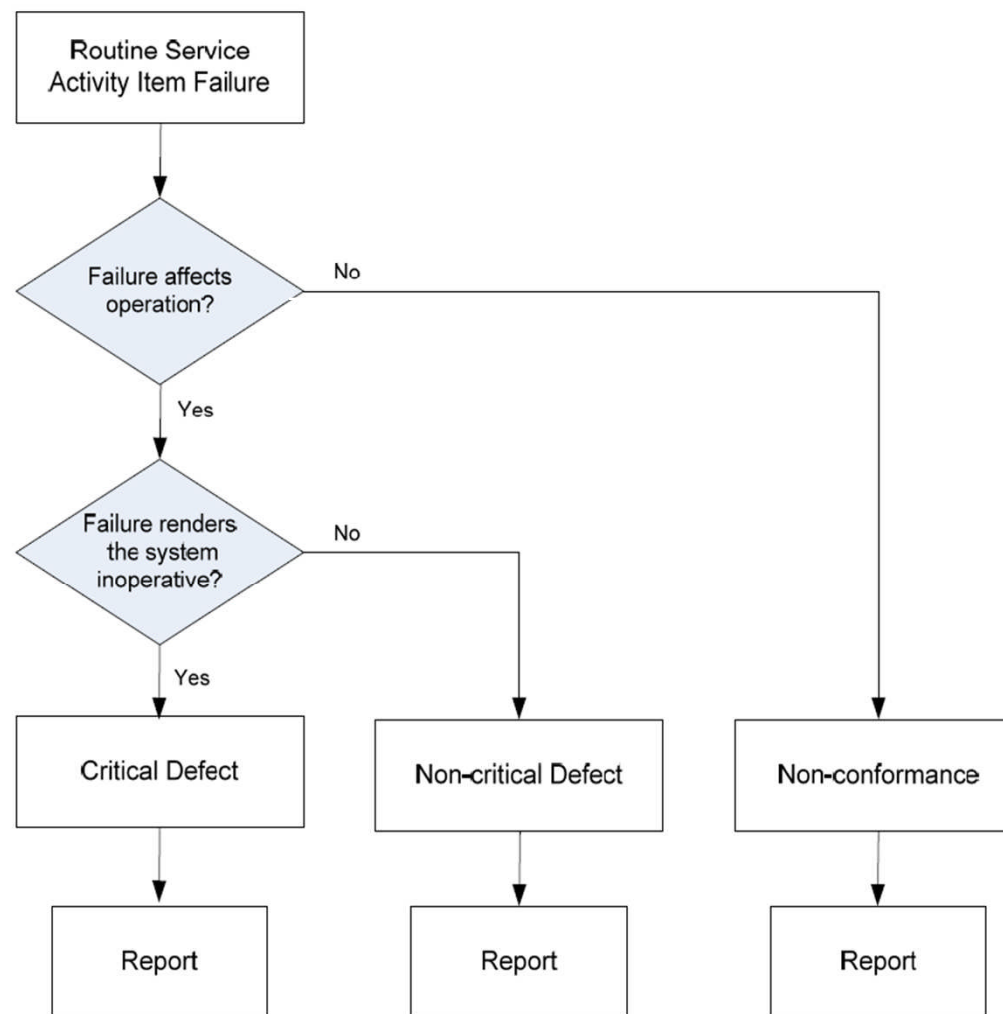 Routine Service
Activity Item Failure
Failure affects
operation?
No
Yes
Failure renders
the system
inoperative?
No
Yes
Critical Defect
Non-critical Defect
Non-conformance
Report
Report
Report